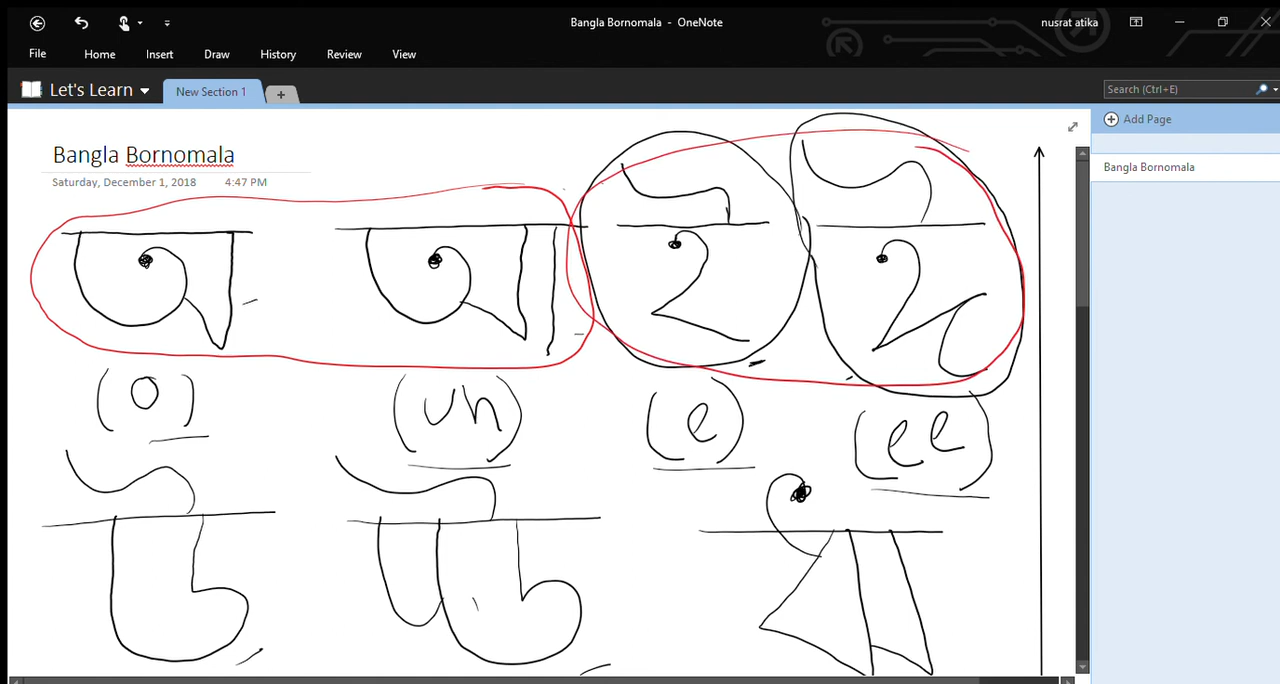 Bangla Bornomala - OneNote
nusrat atika
File Home Insert Draw History Review View
Let's Learn
New Section 1
Search (Ctrl+E)
Add Page
Bangla Bornomala
Bangla Bornomala
Saturday, December 1, 2018 4:47 PM
অ আ ই ঈ
(O) (un) (e) (ee)
উ ঊ ঋ